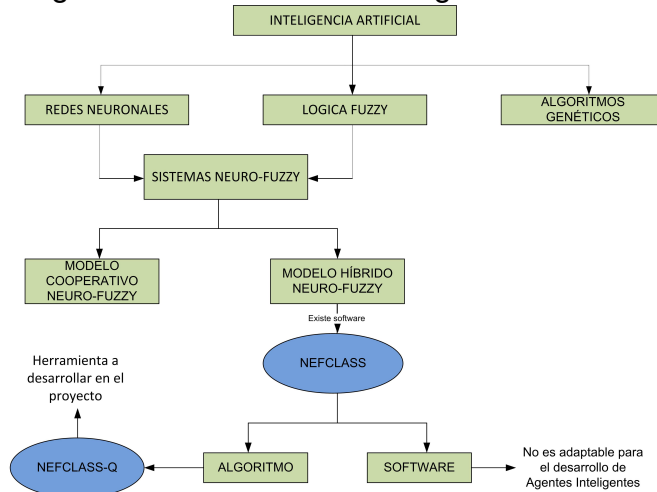 INTELIGENCIA ARTIFICIAL
REDES NEURONALES
LOGICA FUZZY
ALGORITMOS
GENÉTICOS
SISTEMAS NEURO-FUZZY
MODELO
COOPERATIVO
NEURO-FUZZY
MODELO HÍBRIDO
NEURO-FUZZY
Existe software
NEFCLASS
Herramienta a
desarrollar en el
proyecto
NEFCLASS-Q
ALGORITMO
SOFTWARE
No es adaptable para
el desarrollo de
Agentes Inteligentes